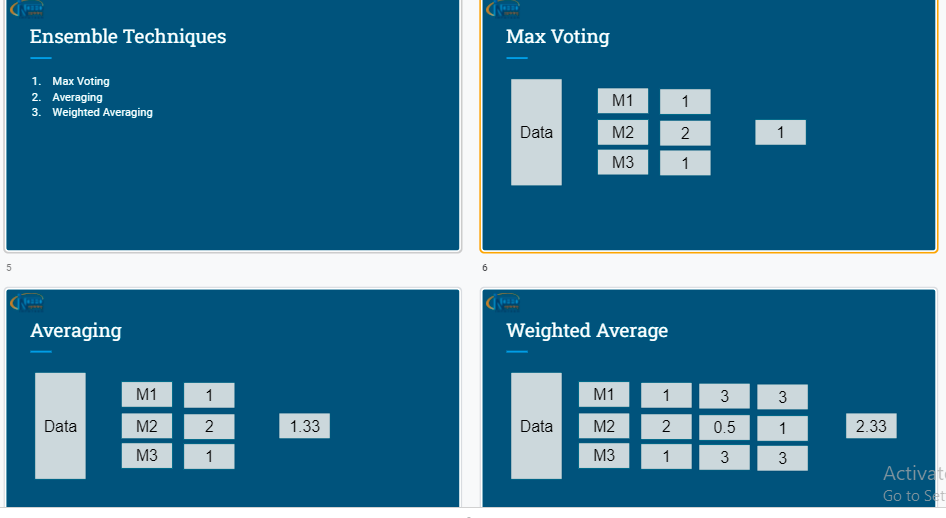 Ensemble Techniques
1. Max Voting
2. Averaging
3. Weighted Averaging
5
Max Voting
Data
M1 1
M2 2 1
M3 1
6
Averaging
Data
M1 1
M2 2 1.33
M3 1
Weighted Average
Data
M1 1 3 3
M2 2 0.5 1 2.33
M3 1 3 3
Activat
Go to Set